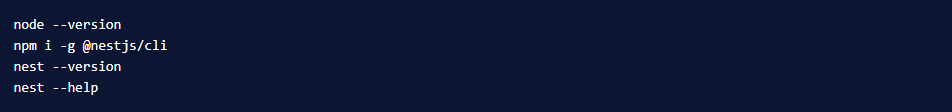 node --version
npm i -g @nestjs/cli
nest --version
nest --help